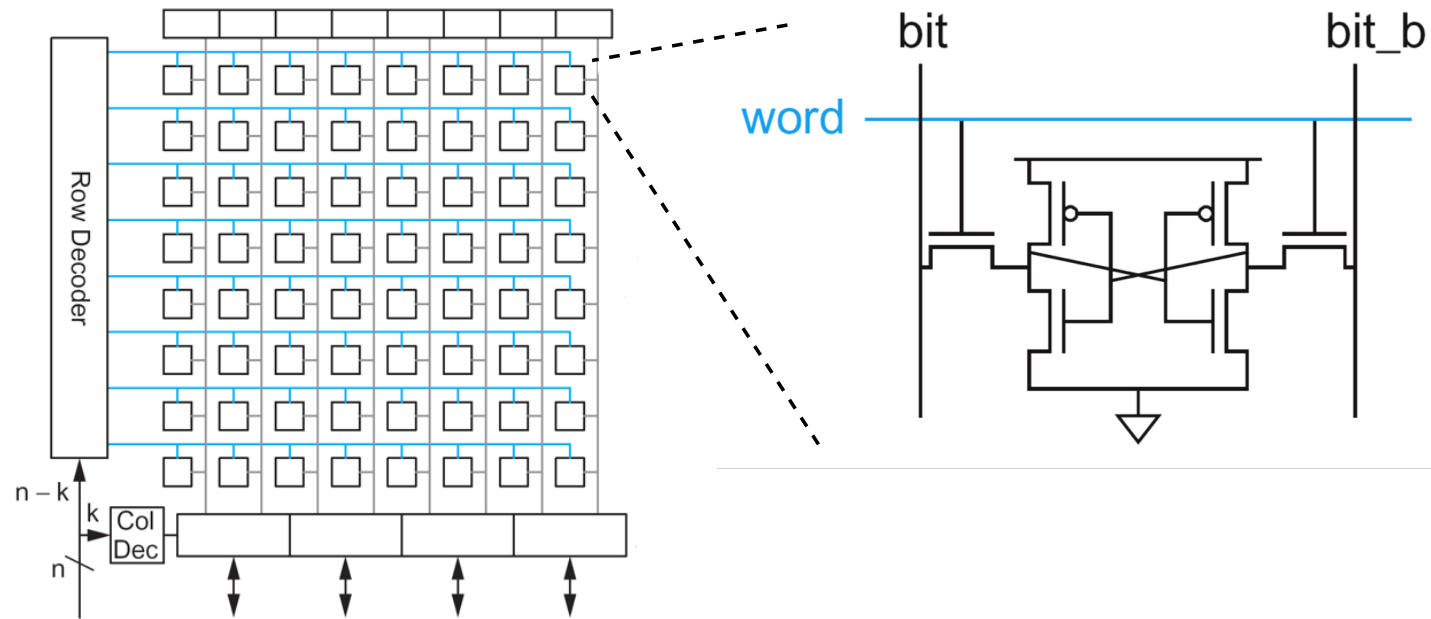 Row Decoder
n – k
k
Col
Dec
n
bit
bit_b
word